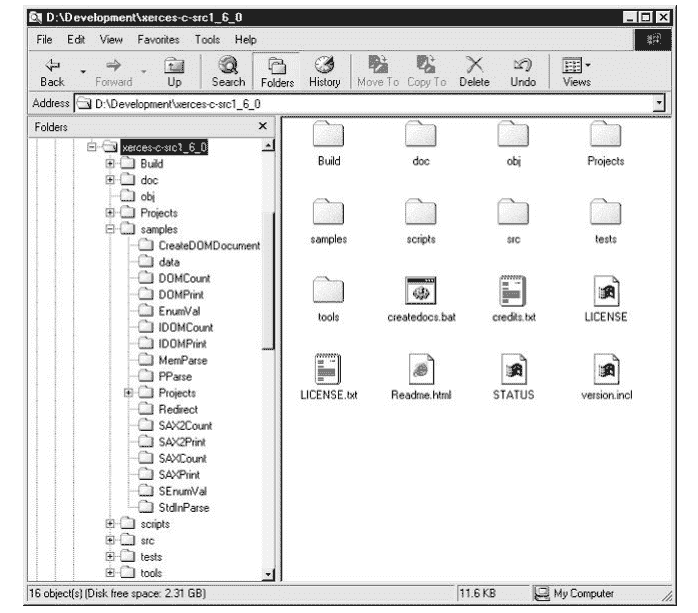 D:\Development\xerces-c-src1_6_0
File Edit View Favorites Tools Help
Back Forward Up Search Folders History Move To Copy To Delete Undo Views
Address D:\Development\xerces-c-src1_6_0
Folders
xerces-c-src1_6_0
Build
doc
obj
Projects
samples
CreateDOMDocument
data
DOMCount
DOMPrint
EnumVal
IDOMCount
IDOMPrint
MemParse
PParse
Projects
Redirect
SAX2Count
SAX2Print
SAXCount
SAXPrint
SEnumVal
StdInParse
scripts
src
tests
tools
Build doc obj Projects
samples scripts src tests
tools createdocs.bat credits.txt LICENSE
LICENSE.txt Readme.html STATUS version.incl
16 object(s) (Disk free space: 2.31 GB) 11.6 KB My Computer